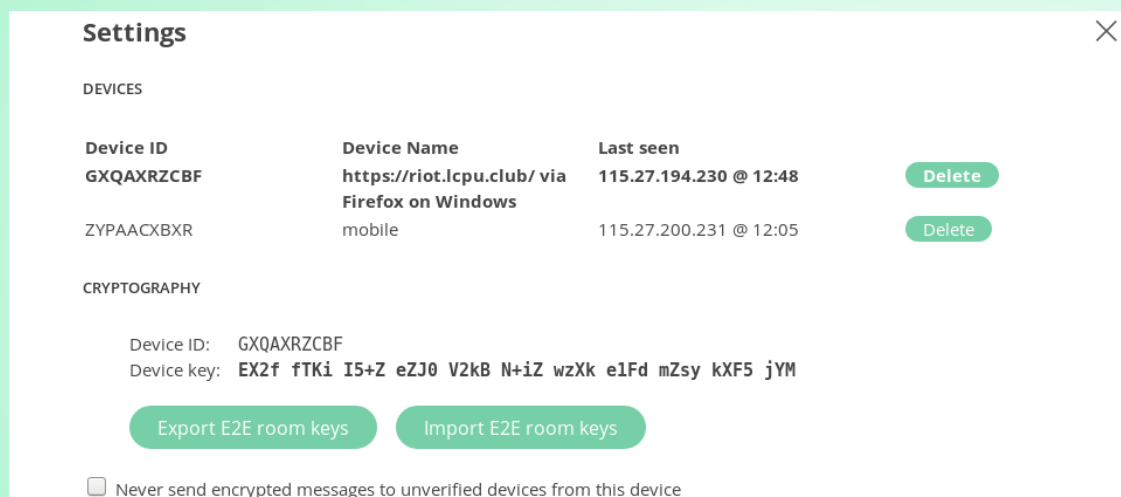 Settings
DEVICES
Device ID Device Name Last seen
GXQAXRZCBF https://riot.lcpu.club/ via 115.27.194.230 @ 12:48 Delete
Firefox on Windows
ZYPAACXBXR mobile 115.27.200.231 @ 12:05 Delete
CRYPTOGRAPHY
Device ID: GXQAXRZCBF
Device key: EX2f fTKi I5+Z eZJ0 V2kB N+iZ wzXk e1Fd mZsy kXF5 jYM
Export E2E room keys Import E2E room keys
Never send encrypted messages to unverified devices from this device